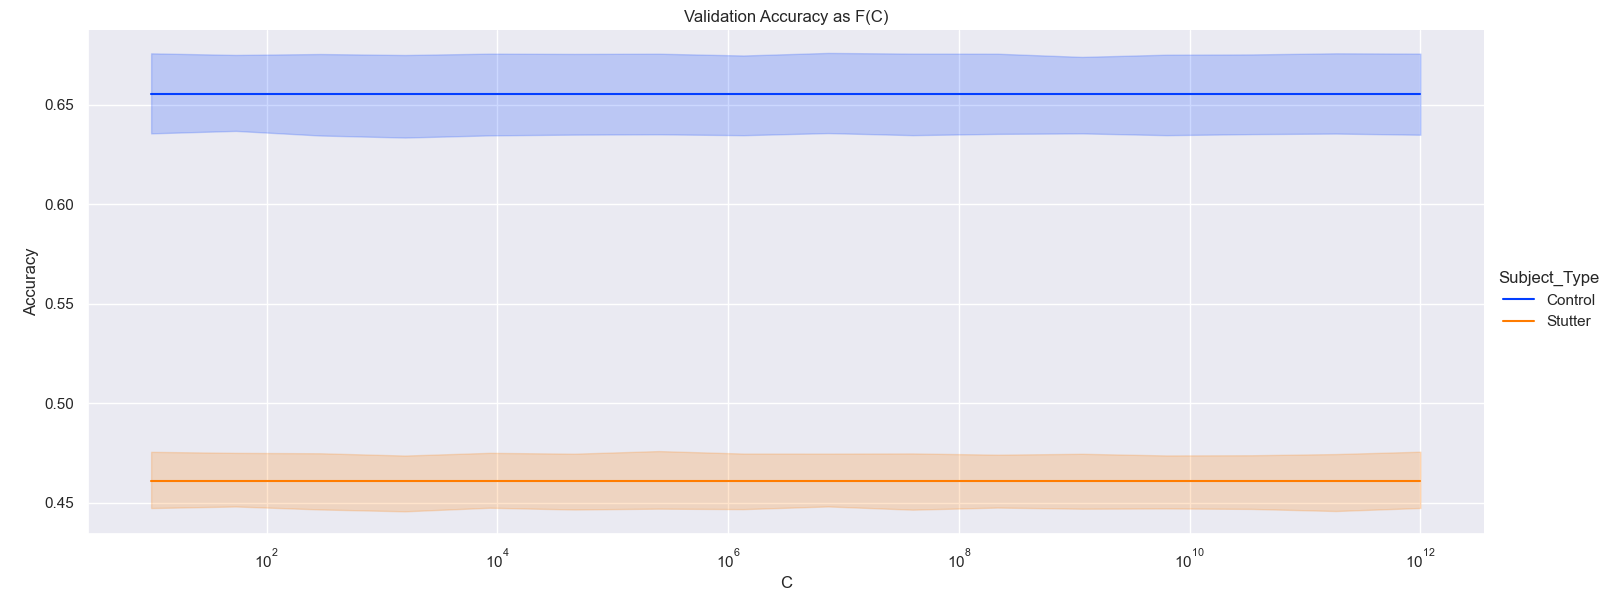 Validation Accuracy as F(C)
Accuracy
0.65
0.60
0.55
0.50
0.45
10^2
10^4
10^6
10^8
10^10
10^12
C
Subject_Type
Control
Stutter